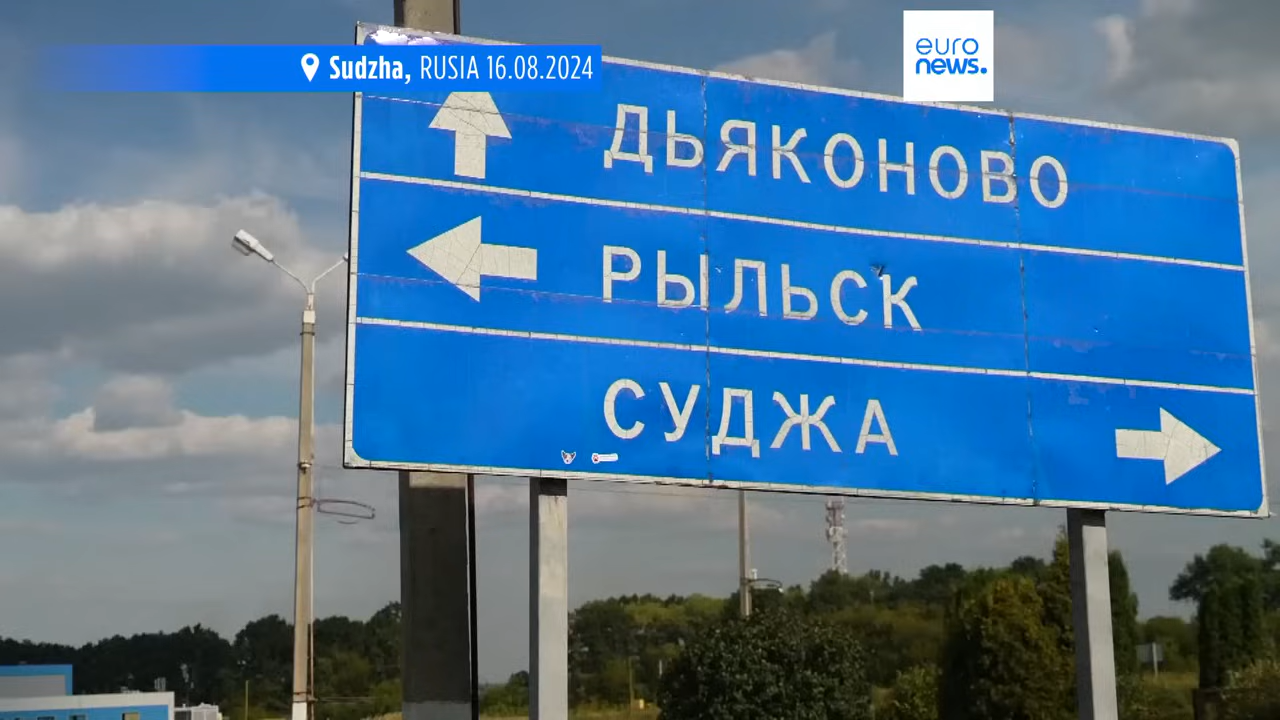 Sudzha, RUSIA 16.08.2024
euro
news.
ДЬЯКОНОВО
РЫЛЬСК
СУДЖА